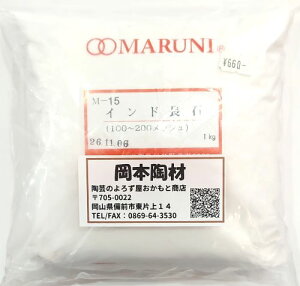 MARUNI®
¥660-
M-15
インド長石
(100~200メッシュ)
1kg
26.11.06
岡本陶材
陶芸のよろず屋おかもと商店
〒705-0022
岡山県備前市東片上14
TEL/FAX:0869-64-3530